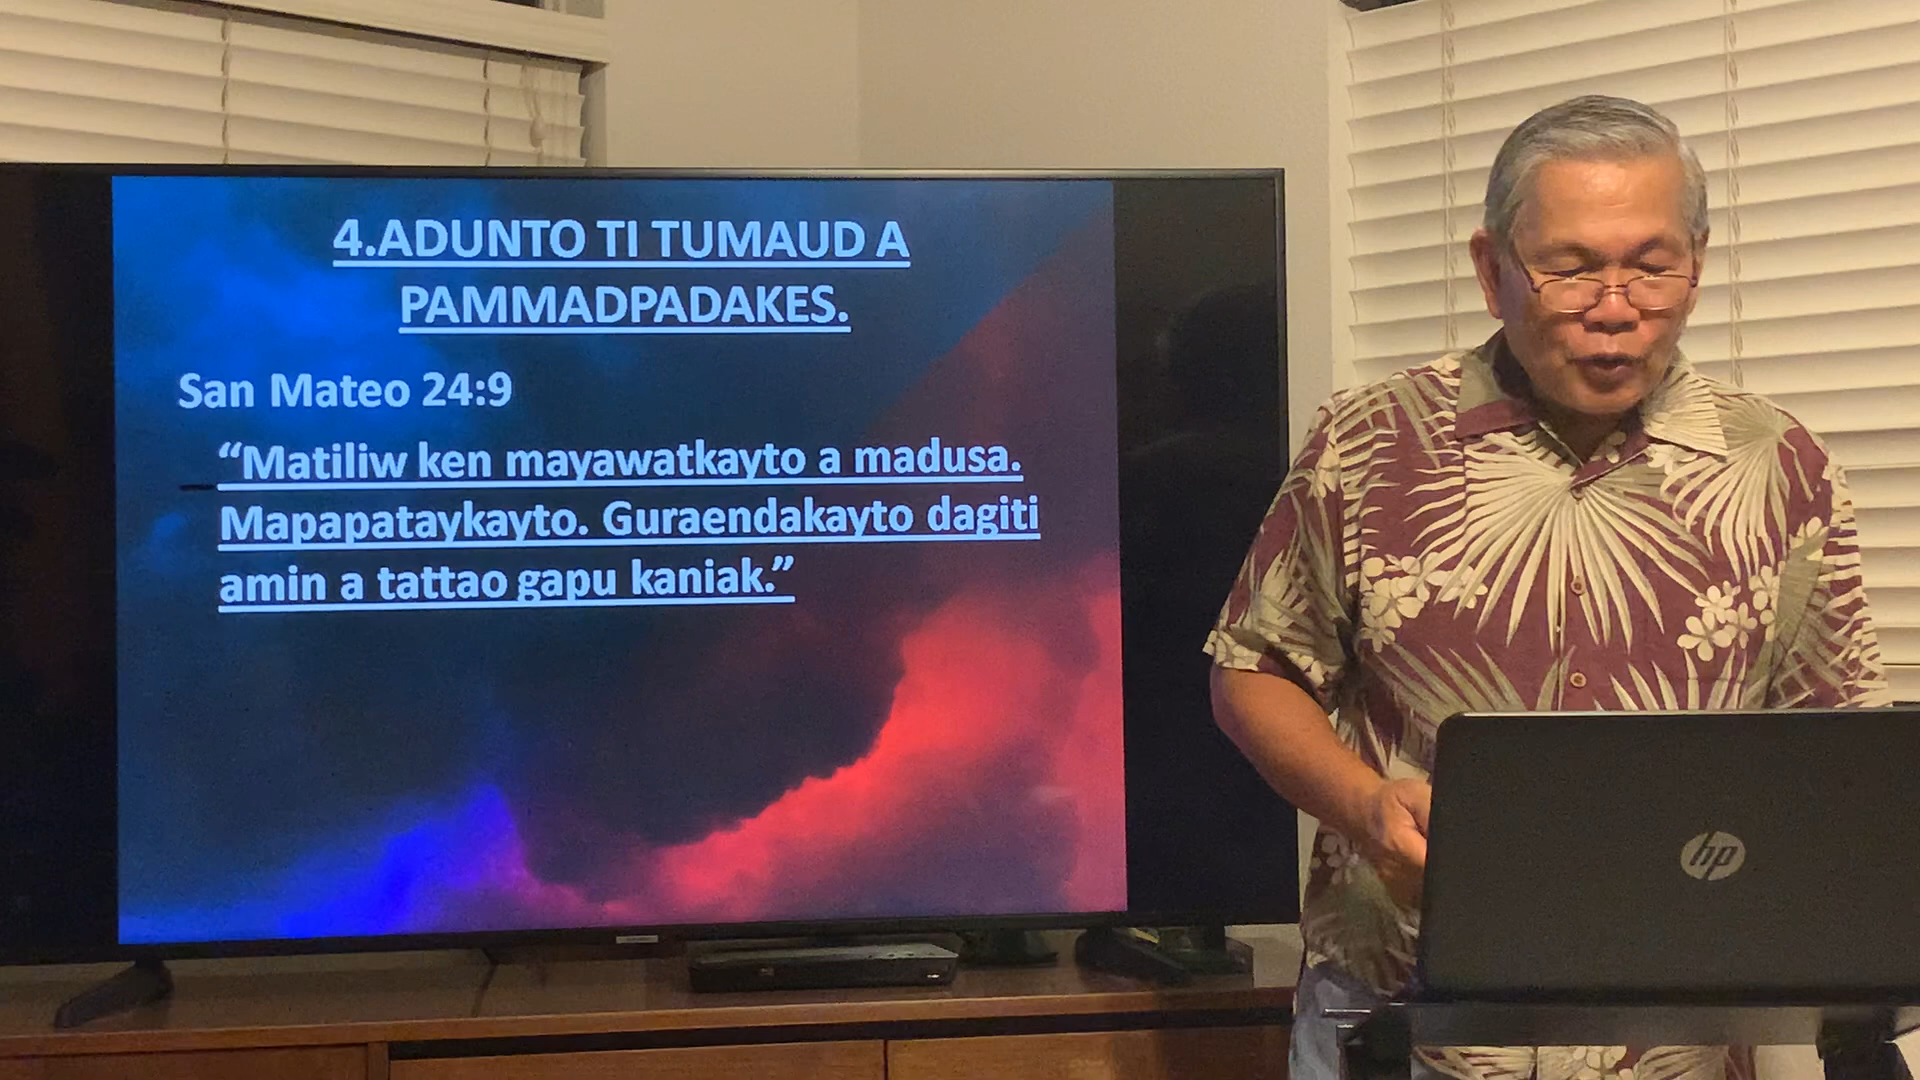 4.ADUNTO TI TUMAUD A
PAMMADPADAKES.
San Mateo 24:9
“Matiliw ken mayawatkayto a madusa.
Mapapataykayto. Guraendakayto dagiti
amin a tattao gapu kaniak.”
hp